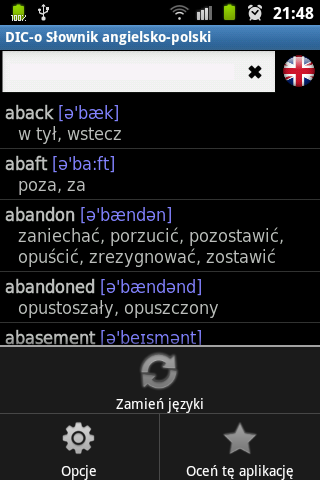 100%
21:48
DIC-o Słownik angielsko-polski
aback [ə'bæk]
w tył, wstecz
abaft [ə'ba:ft]
poza, za
abandon [ə'bændən]
zaniechać, porzucić, pozostawić,
opuścić, zrezygnować, zostawić
abandoned [ə'bændənd]
opustoszały, opuszczony
abasement [ə'beɪsmənt]
Zamień języki
Opcje
Oceń tę aplikację